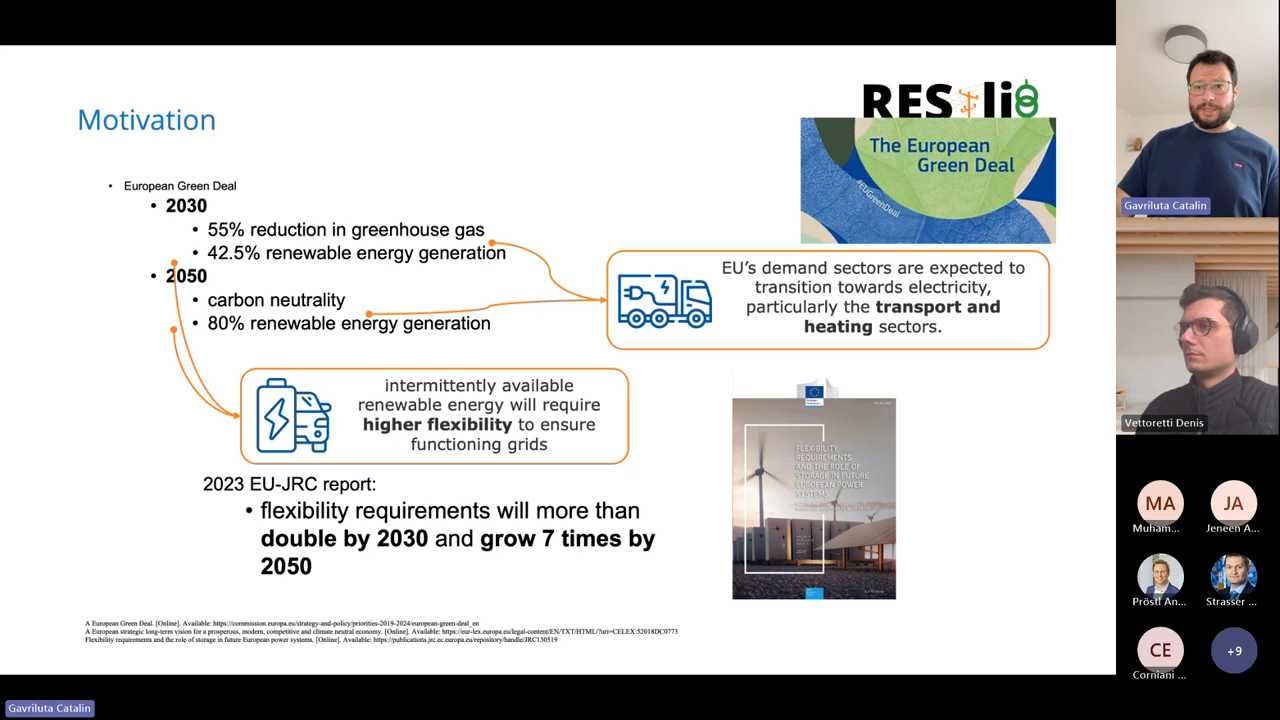 Motivation
RES li8
The European
Green Deal
#EUGreenDeal
• European Green Deal
• 2030
• 55% reduction in greenhouse gas
• 42.5% renewable energy generation
• 2050
• carbon neutrality
• 80% renewable energy generation
EU's demand sectors are expected to
transition towards electricity,
particularly the transport and
heating sectors.
intermittently available
renewable energy will require
higher flexibility to ensure
functioning grids
2023 EU-JRC report:
• flexibility requirements will more than
double by 2030 and grow 7 times by
2050
FLEXIBILITY
REQUIREMENTS
AND THE ROLE OF
STORAGE IN FUTURE
EUROPEAN POWER
SYSTEMS
A European Green Deal. [Online]. Available: https://commission.europa.eu/strategy-and-policy/priorities-2019-2024/european-green-deal_en
A European strategic long-term vision for a prosperous, modern, competitive and climate neutral economy. [Online]. Available: https://eur-lex.europa.eu/legal-content/EN/TXT/HTML/?uri=CELEX:52018DC0773
Flexibility requirements and the role of storage in future European power systems. [Online]. Available: https://publications.jrc.ec.europa.eu/repository/handle/JRC130519
Gavriluta Catalin
Vettoretti Denis
MA
JA
Muham...
Jeneen A...
Pröstl An...
Strasser ...
CE
+9
Corniani ...
Gavriluta Catalin